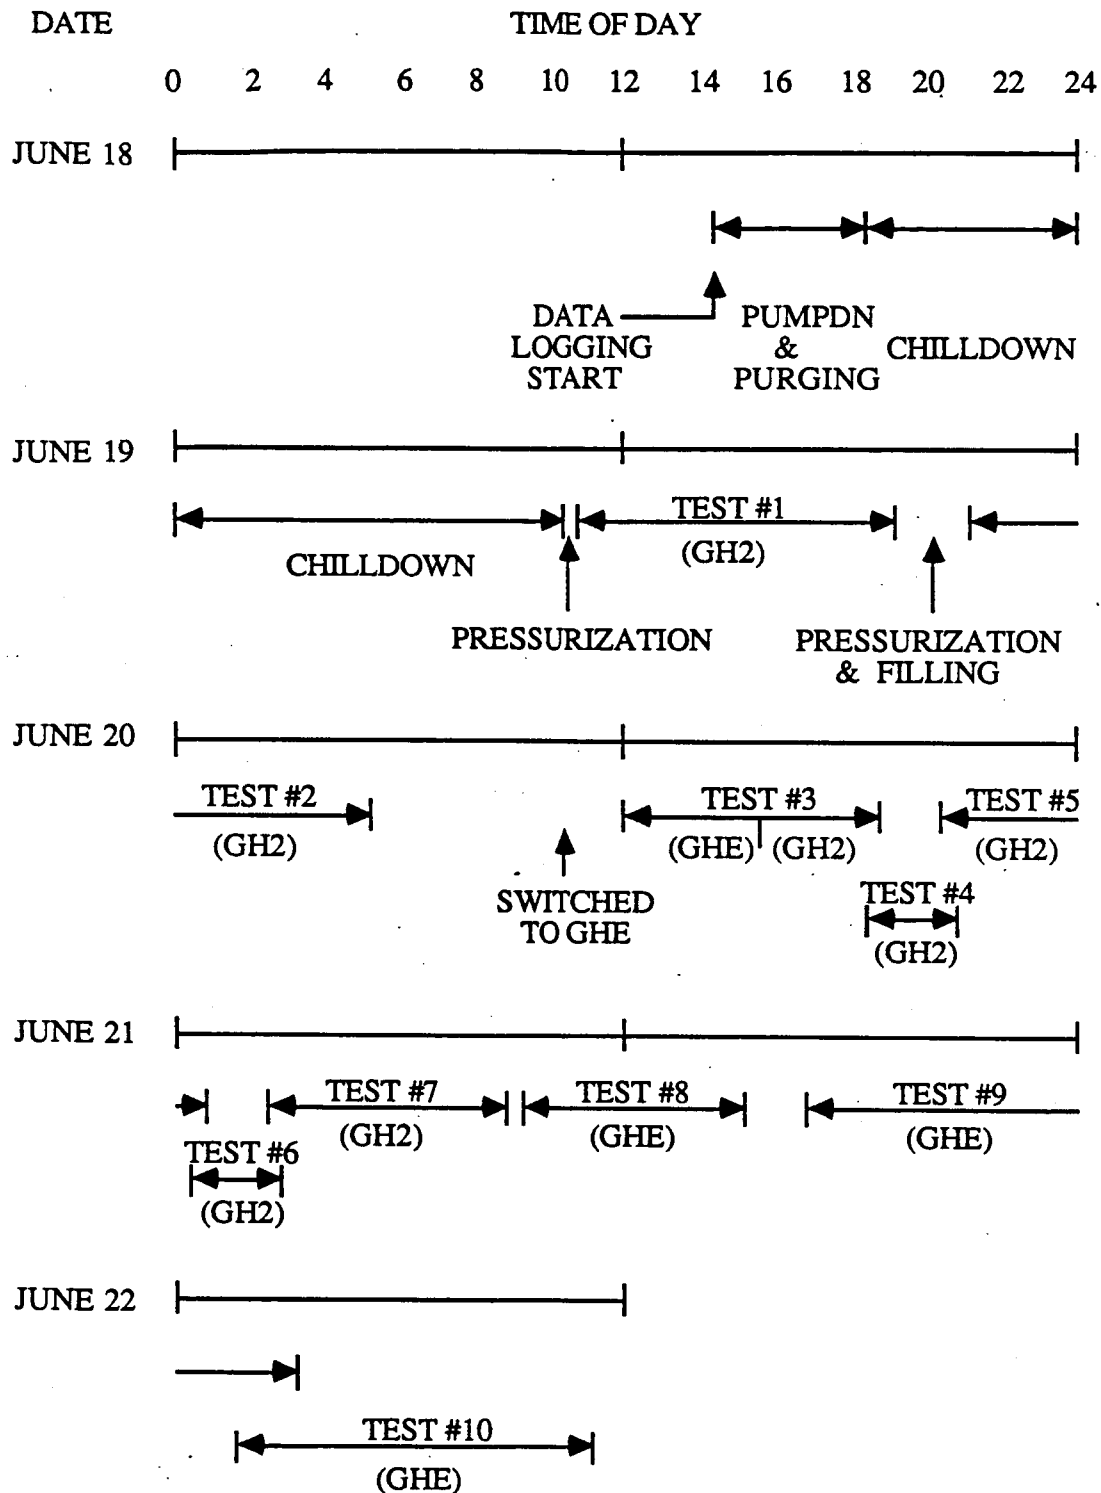 DATE TIME OF DAY
0 2 4 6 8 10 12 14 16 18 20 22 24
JUNE 18
DATA
LOGGING
START
PUMPDN
&
PURGING
CHILLDOWN
JUNE 19
TEST #1
(GH2)
CHILLDOWN
PRESSURIZATION
PRESSURIZATION
& FILLING
JUNE 20
TEST #2
(GH2)
SWITCHED
TO GHE
TEST #3
(GHE) (GH2)
TEST #5
(GH2)
TEST #4
(GH2)
JUNE 21
TEST #7
(GH2)
TEST #8
(GHE)
TEST #9
(GHE)
TEST #6
(GH2)
JUNE 22
TEST #10
(GHE)